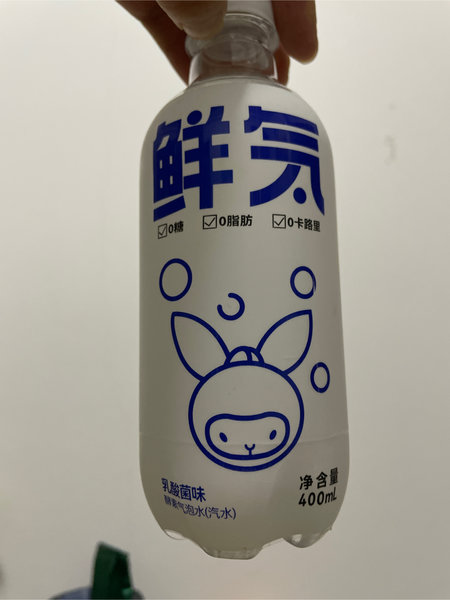 鲜氖
☑0糖 ☑0脂肪 ☑0卡路里
乳酸菌味
酵素气泡水(汽水)
净含量
400mL